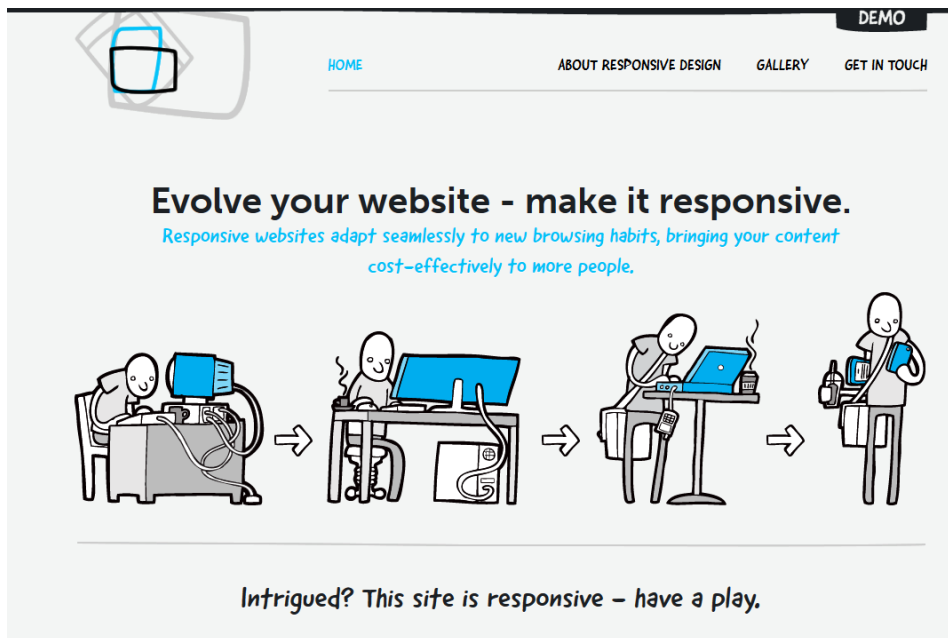 DEMO
HOME ABOUT RESPONSIVE DESIGN GALLERY GET IN TOUCH
Evolve your website - make it responsive.
Responsive websites adapt seamlessly to new browsing habits, bringing your content
cost-effectively to more people.
Intrigued? This site is responsive - have a play.